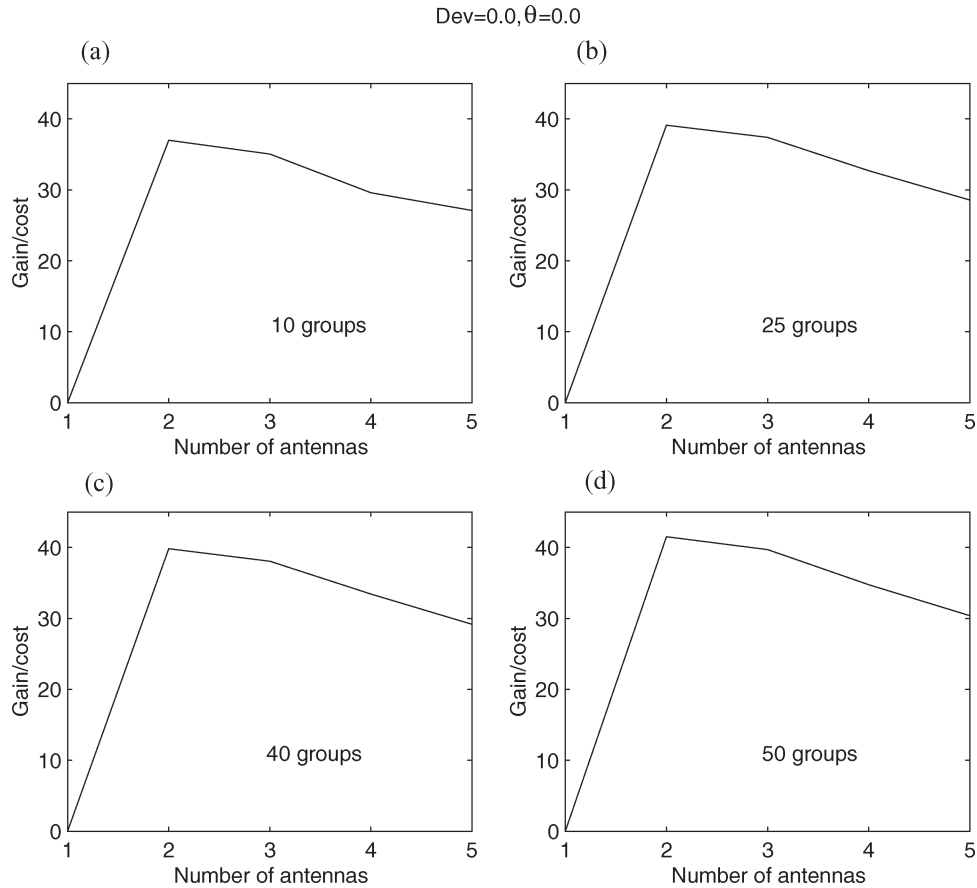 Dev=0.0,θ=0.0
(a)
(b)
40
30
20
10
0
Gain/cost
10 groups
1 2 3 4 5
Number of antennas
40
30
20
10
0
Gain/cost
25 groups
1 2 3 4 5
Number of antennas
(c)
(d)
40
30
20
10
0
Gain/cost
40 groups
1 2 3 4 5
Number of antennas
40
30
20
10
0
Gain/cost
50 groups
1 2 3 4 5
Number of antennas